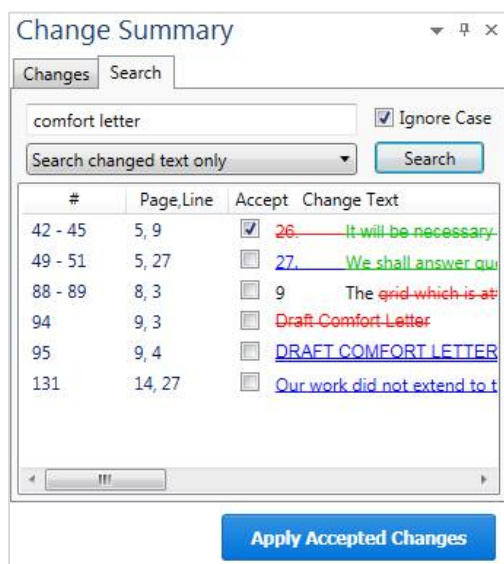 Change Summary
Changes Search
comfort letter Ignore Case
Search changed text only Search
# Page,Line Accept Change Text
42 - 45 5, 9 26. It will be necessary
49 - 51 5, 27 27. We shall answer qu
88 - 89 8, 3 9 The grid which is at
94 9, 3 Draft Comfort Letter
95 9, 4 DRAFT COMFORT LETTER
131 14, 27 Our work did not extend to t
Apply Accepted Changes